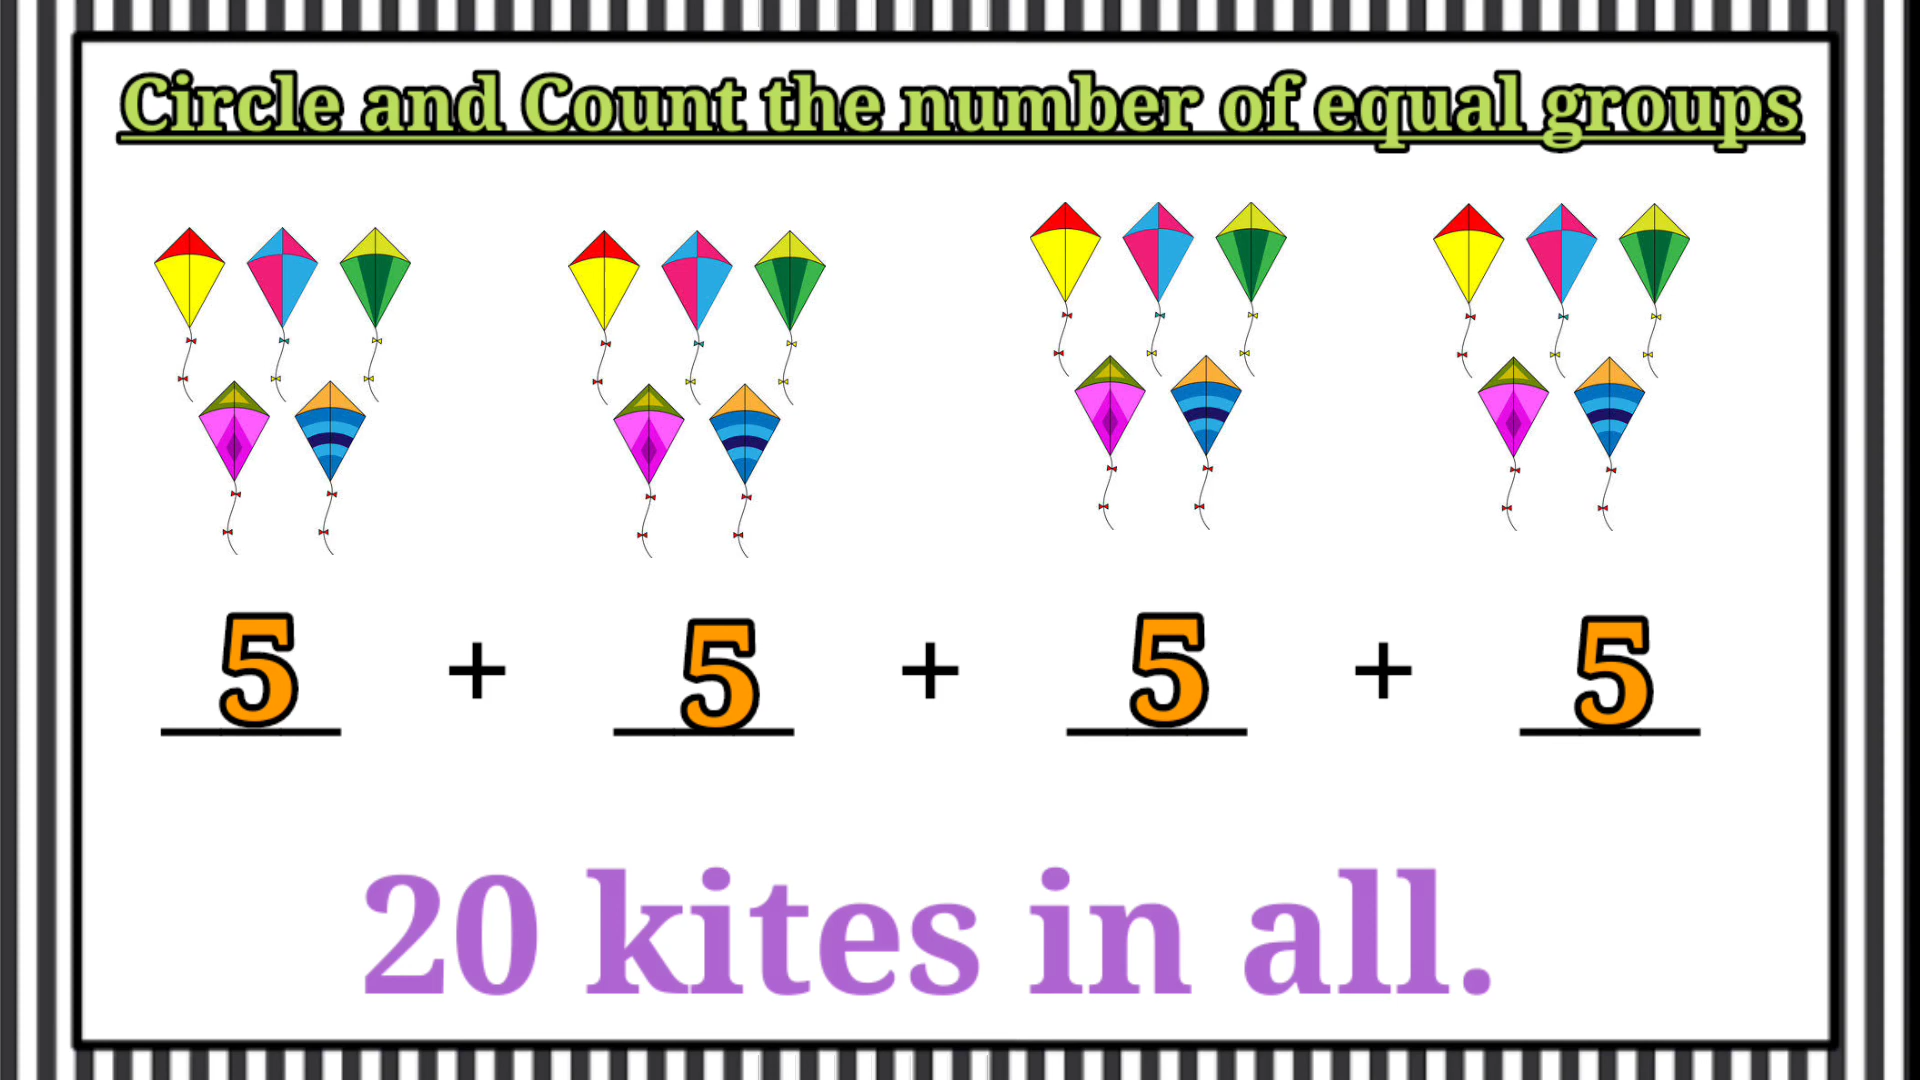 Circle and Count the number of equal groups
5 + 5 + 5 + 5
20 kites in all.